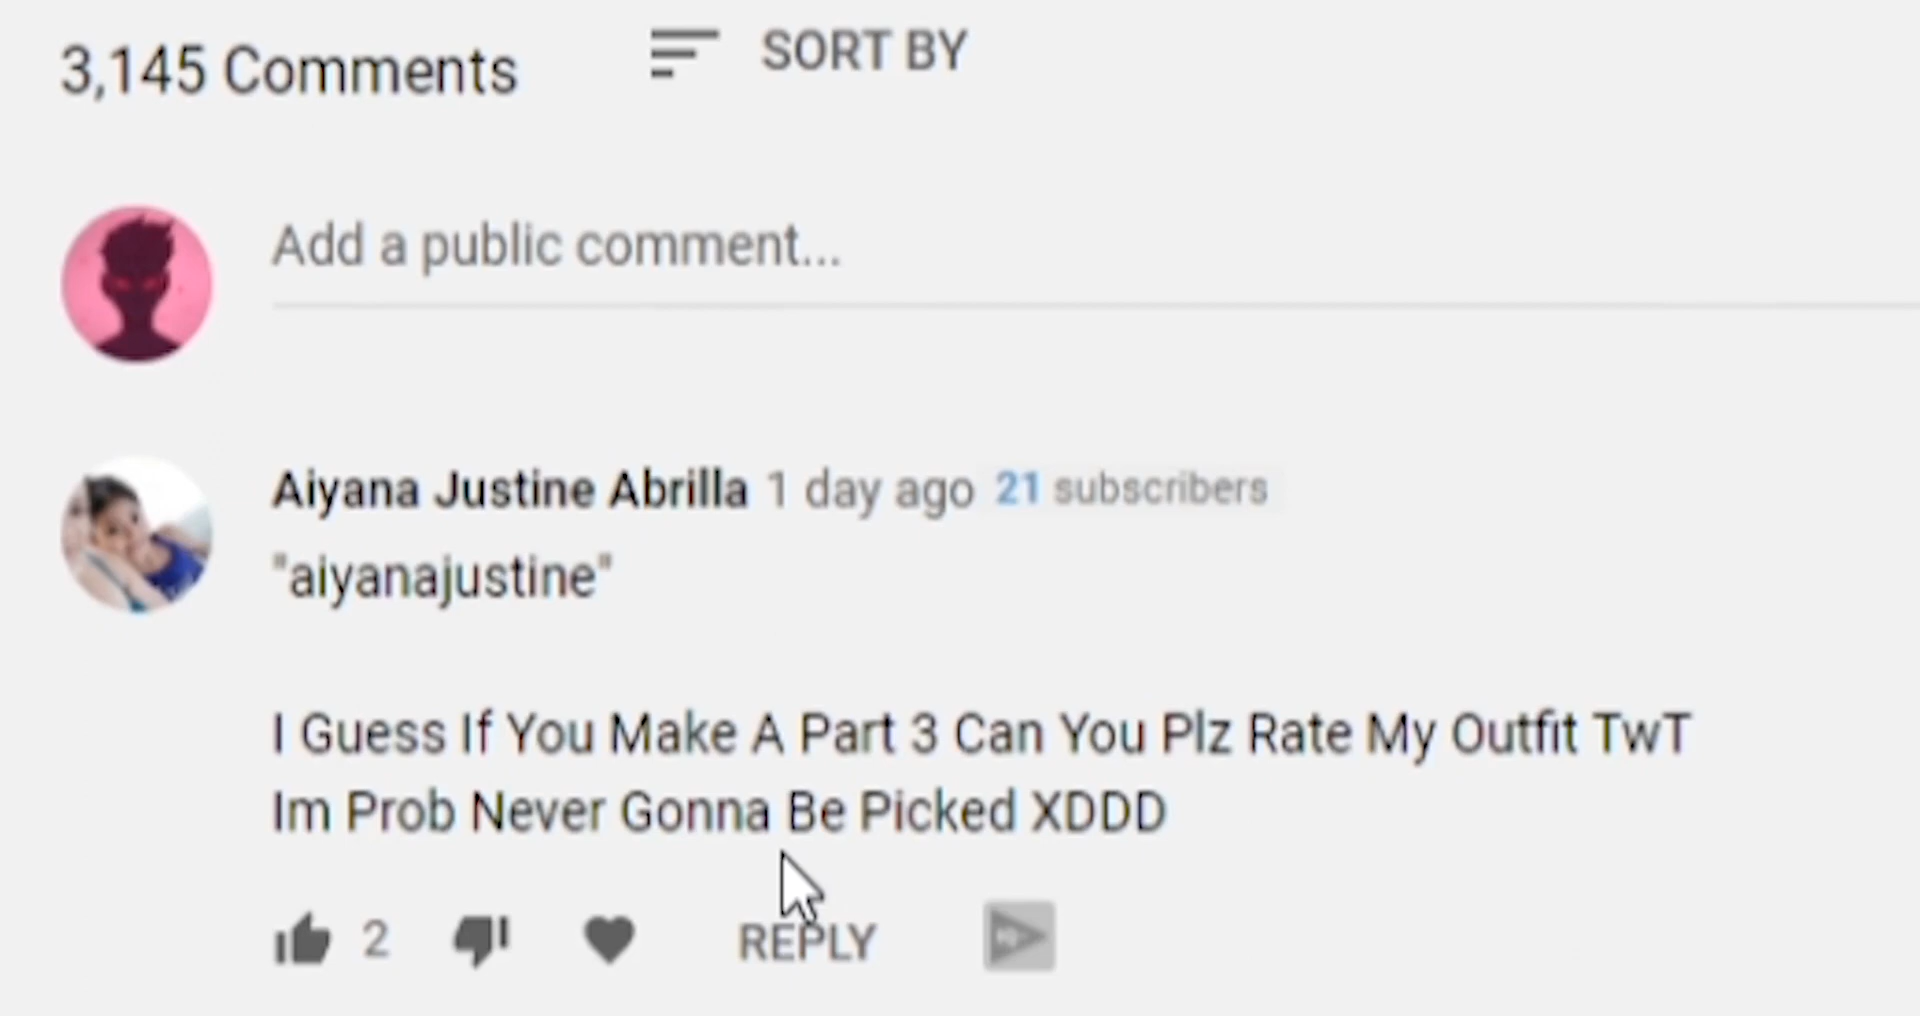 3,145 Comments SORT BY
Add a public comment...
Aiyana Justine Abrilla 1 day ago 21 subscribers
"aiyanajustine"
I Guess If You Make A Part 3 Can You Plz Rate My Outfit TwT
Im Prob Never Gonna Be Picked XDDD
2 REPLY